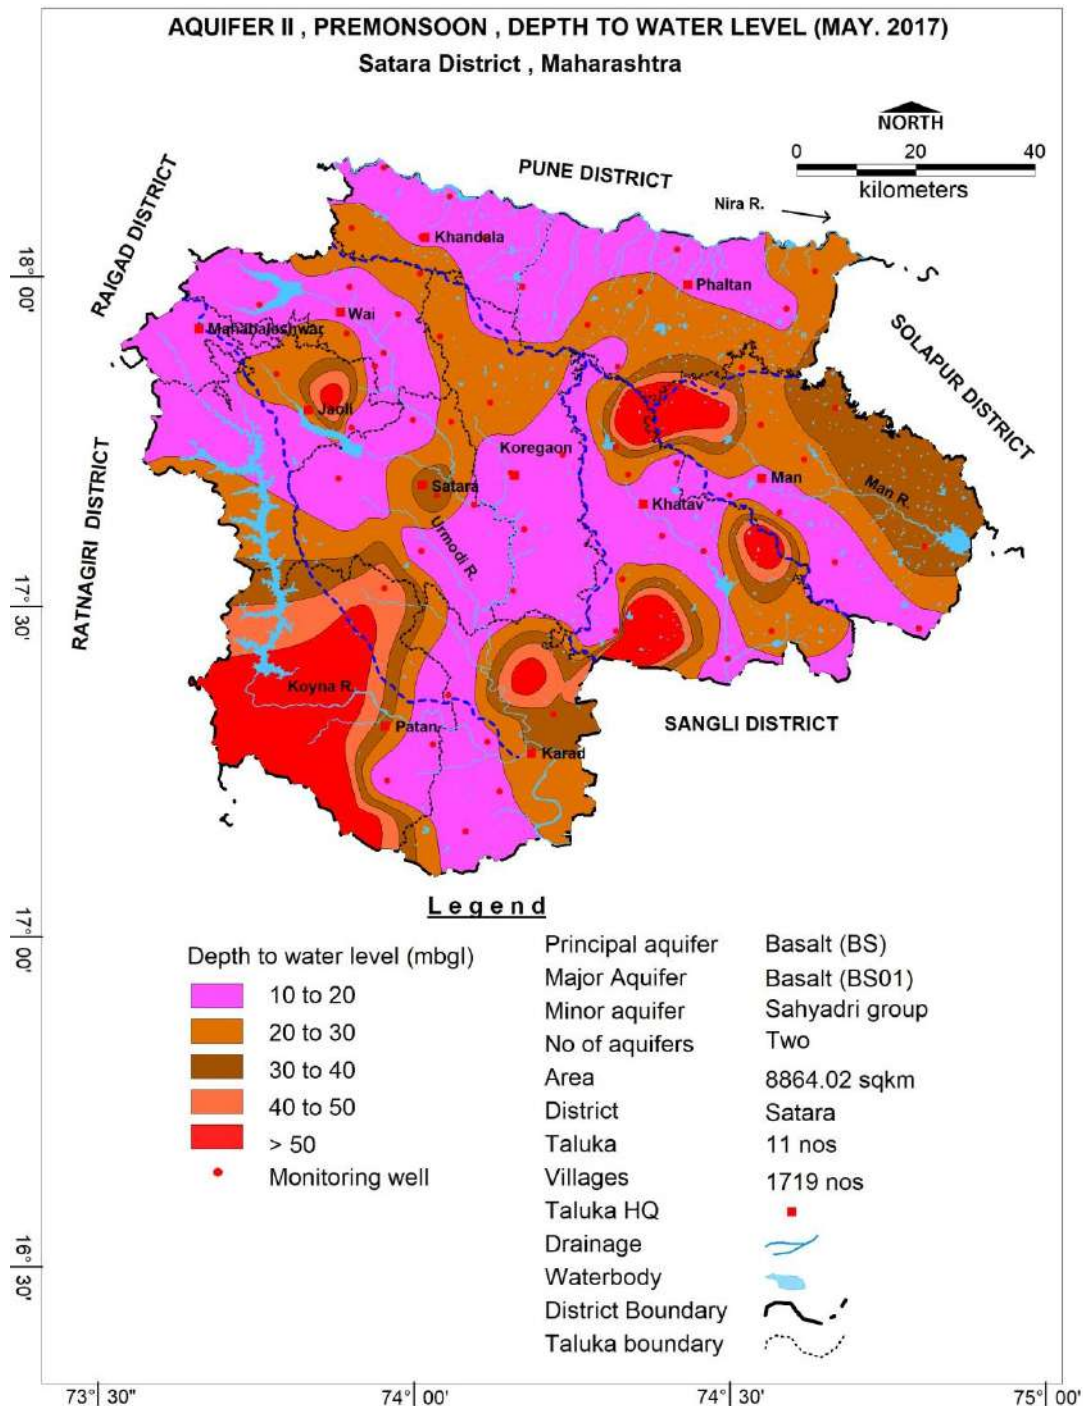 AQUIFER II , PREMONSOON , DEPTH TO WATER LEVEL (MAY. 2017)
Satara District , Maharashtra
NORTH
0 20 40
kilometers
PUNE DISTRICT
Nira R.
RAIGAD DISTRICT
SOLAPUR DISTRICT
RATNAGIRI DISTRICT
SANGLI DISTRICT
Khandala
Phaltan
Wai
Mahabaleshwar
Jaoli
Koregaon
Satara
Man
Khatav
Man R.
Urmodi R.
Koyna R.
Patan
Karad
18° 00'
17° 30'
17° 00'
16° 30'
Legend
Depth to water level (mbgl)
10 to 20
20 to 30
30 to 40
40 to 50
> 50
Monitoring well
Principal aquifer Basalt (BS)
Major Aquifer Basalt (BS01)
Minor aquifer Sahyadri group
No of aquifers Two
Area 8864.02 sqkm
District Satara
Taluka 11 nos
Villages 1719 nos
Taluka HQ
Drainage
Waterbody
District Boundary
Taluka boundary
73° 30" 74° 00' 74° 30" 75° 00'